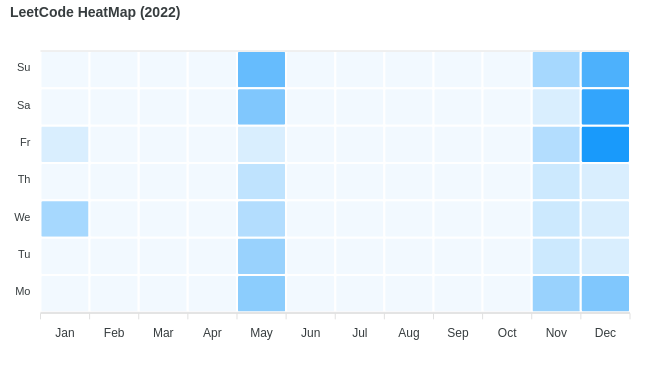 LeetCode HeatMap (2022)
Su
Sa
Fr
Th
We
Tu
Mo
Jan Feb Mar Apr May Jun Jul Aug Sep Oct Nov Dec